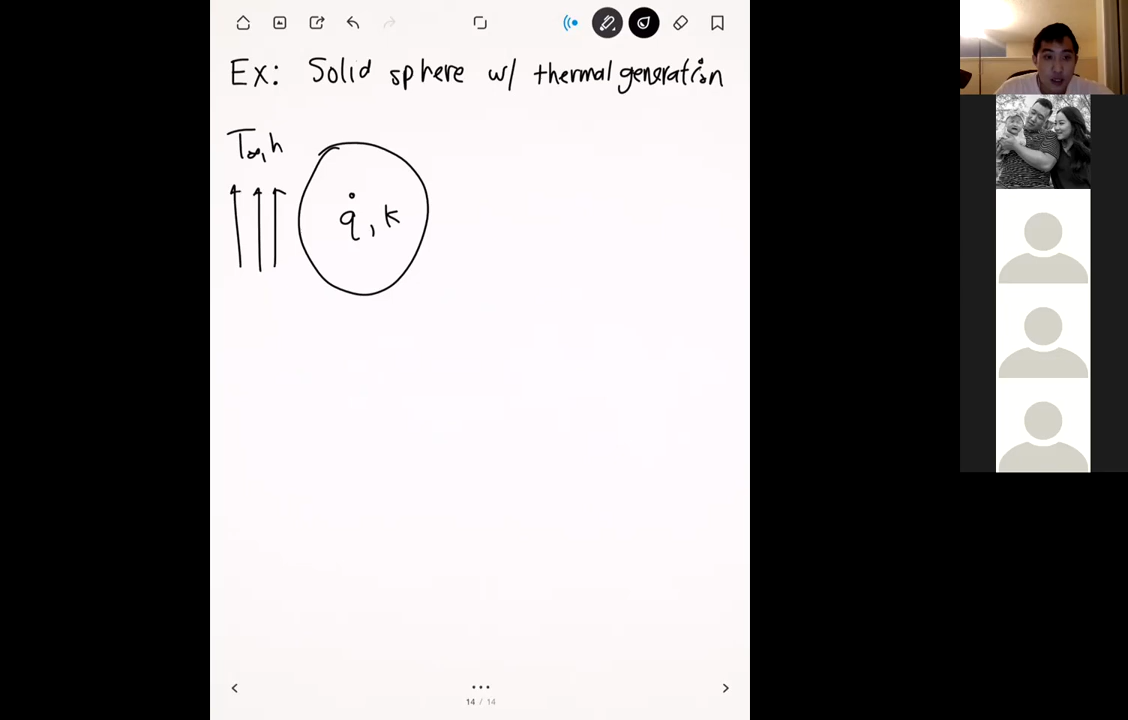 Ex: Solid sphere w/ thermal generation
T∞, h
q̇, k
14 / 14